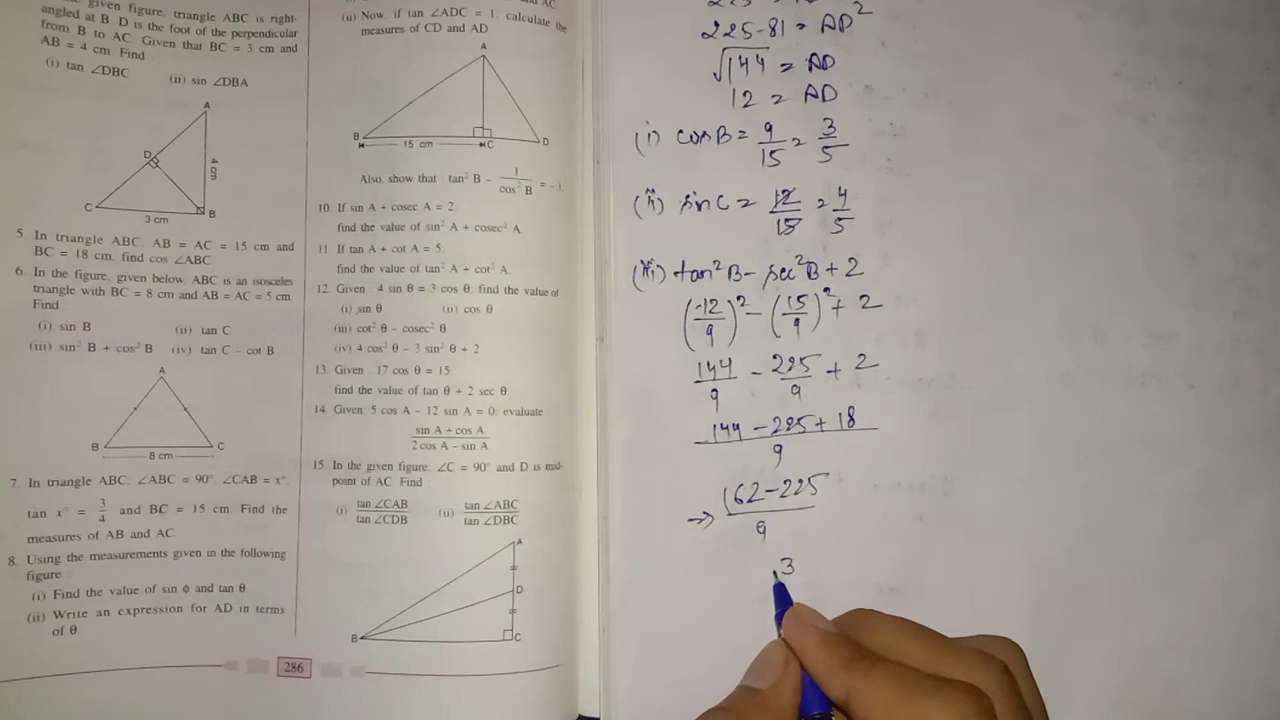 given figure, triangle ABC is right-
angled at B. D is the foot of the perpendicular
from B to AC. Given that BC = 3 cm and
AB = 4 cm. Find
(i) tan ∠DBC
(ii) sin ∠DBA
A
D
4 cm
C
B
3 cm
5. In triangle ABC, AB = AC = 15 cm and
BC = 18 cm, find cos ∠ABC.
6. In the figure, given below, ABC is an isosceles
triangle with BC = 8 cm and AB = AC = 5 cm.
Find
(i) sin B
(ii) tan C
(iii) sin² B + cos² B
(iv) tan C – cot B
A
B
C
8 cm
7. In triangle ABC, ∠ABC = 90°, ∠CAB = x°,
tan x° = 3/4 and BC = 15 cm. Find the
measures of AB and AC.
8. Using the measurements given in the following
figure
(i) Find the value of sin ϕ and tan θ.
(ii) Write an expression for AD in terms
of θ.
286
AC
(ii) Now, if tan ∠ADC = 1, calculate the
measures of CD and AD
A
B
15 cm
C
D
Also, show that : tan² B – 1/cos² B = – 1
10. If sin A + cosec A = 2,
find the value of sin² A + cosec² A.
11. If tan A + cot A = 5,
find the value of tan² A + cot² A.
12. Given : 4 sin θ = 3 cos θ; find the value of
(i) sin θ
(ii) cos θ
(iii) cot² θ – cosec² θ
(iv) 4 cos² θ – 3 sin² θ + 2
13. Given : 17 cos θ = 15,
find the value of tan θ + 2 sec θ.
14. Given: 5 cos A – 12 sin A = 0; evaluate
sin A + cos A
2 cos A – sin A
15. In the given figure; ∠C = 90° and D is mid-
point of AC. Find
(i) tan ∠CAB / tan ∠CDB
(ii) tan ∠ABC / tan ∠DBC
A
D
B
C
225-81 = AD²
√144 = AD
12 = AD
(i) cos B = 9/15 = 3/5
(ii) sin C = 12/15 = 4/5
(iii) tan²B - sec²B + 2
(12/9)² - (15/9)² + 2
144/9 - 225/9 + 2
144 - 225 + 18
9
→ 162-225
9
3